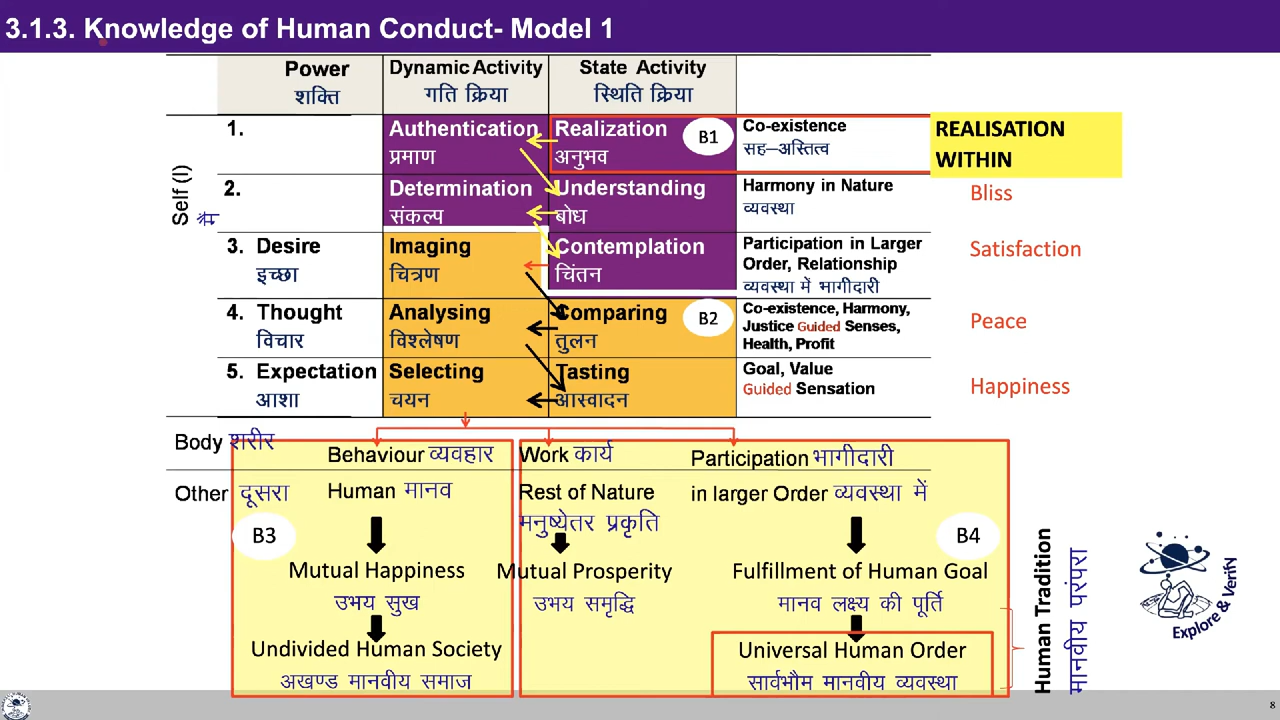 3.1.3. Knowledge of Human Conduct- Model 1
Power
शक्ति
Dynamic Activity
गति क्रिया
State Activity
स्थिति क्रिया
Self (I)
मैं
1.
Authentication
प्रमाण
Realization
अनुभव
B1
Co-existence
सह–अस्तित्व
REALISATION
WITHIN
2.
Determination
संकल्प
Understanding
बोध
Harmony in Nature
व्यवस्था
Bliss
3. Desire
इच्छा
Imaging
चित्रण
Contemplation
चिंतन
Participation in Larger
Order, Relationship
व्यवस्था में भागीदारी
Satisfaction
4. Thought
विचार
Analysing
विश्लेषण
Comparing
तुलन
B2
Co-existence, Harmony,
Justice Guided Senses,
Health, Profit
Peace
5. Expectation
आशा
Selecting
चयन
Tasting
आस्वादन
Goal, Value
Guided Sensation
Happiness
Body शरीर
Behaviour व्यवहार
Work कार्य
Participation भागीदारी
Other दूसरा
Human मानव
Rest of Nature
मनुष्येतर प्रकृति
in larger Order व्यवस्था में
B3
B4
Mutual Happiness
उभय सुख
Mutual Prosperity
उभय समृद्धि
Fulfillment of Human Goal
मानव लक्ष्य की पूर्ति
Undivided Human Society
अखण्ड मानवीय समाज
Universal Human Order
सार्वभौम मानवीय व्यवस्था
Human Tradition
मानवीय परंपरा
Explore & Verify
8